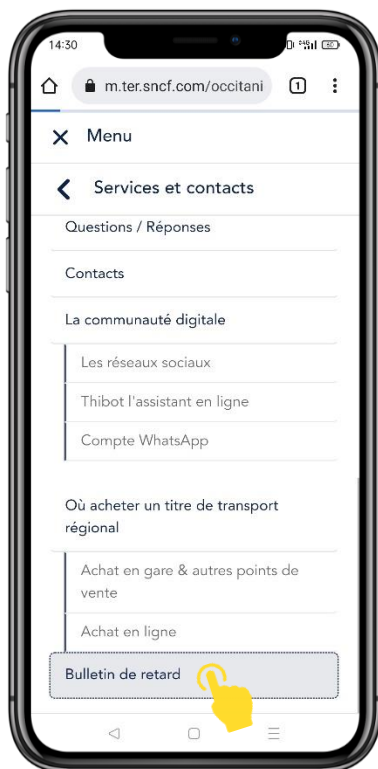 14:30
m.ter.sncf.com/occitani
1
Menu
Services et contacts
Questions / Réponses
Contacts
La communauté digitale
Les réseaux sociaux
Thibot l'assistant en ligne
Compte WhatsApp
Où acheter un titre de transport
régional
Achat en gare & autres points de
vente
Achat en ligne
Bulletin de retard